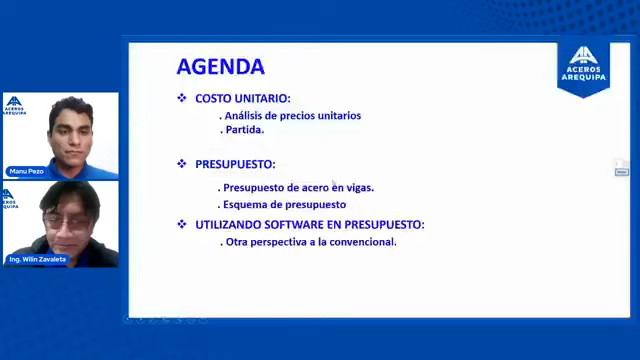 AGENDA
COSTO UNITARIO:
. Análisis de precios unitarios
. Partida.
PRESUPUESTO:
. Presupuesto de acero en vigas.
. Esquema de presupuesto
UTILIZANDO SOFTWARE EN PRESUPUESTO:
. Otra perspectiva a la convencional.
ACEROS
AREQUIPA
ACEROS
AREQUIPA
Manu Pezo
ACEROS
AREQUIPA
Ing. Wilin Zavaleta